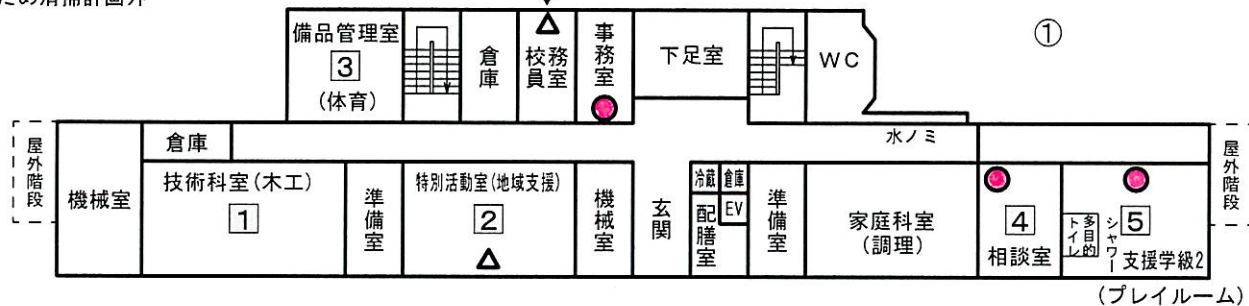 ため清掃計画外
①
備品管理室
3
(体育)
倉庫
校務員室
事務室
下足室
WC
水ノミ
屋外階段
機械室
倉庫
技術科室(木工)
1
準備室
特別活動室(地域支援)
2
機械室
玄関
冷蔵
倉庫
配膳室
EV
準備室
家庭科室
(調理)
4
相談室
多目的トイレ
シャワー
5
支援学級2
(プレイルーム)
屋外階段